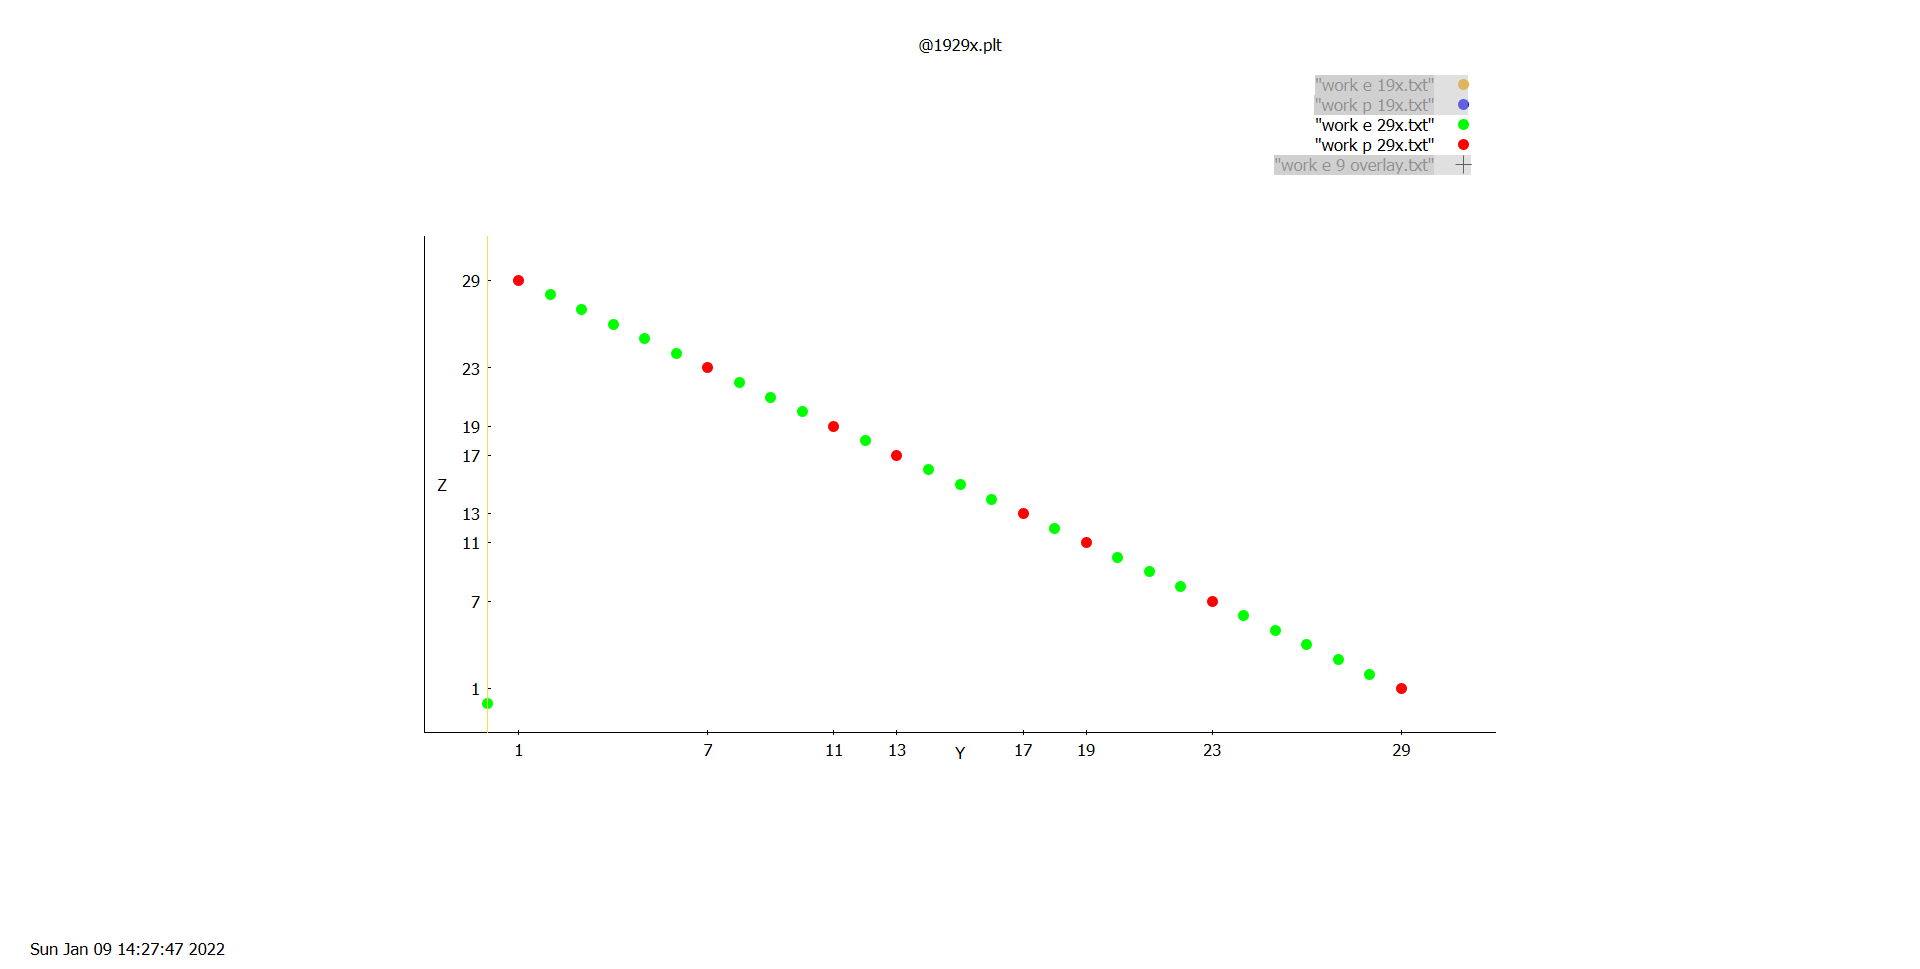 @1929x.plt
"work e 19x.txt"
"work p 19x.txt"
"work e 29x.txt"
"work p 29x.txt"
"work e 9 overlay.txt"
29
23
19
17
Z
13
11
7
1
1 7 11 13 Y 17 19 23 29
Sun Jan 09 14:27:47 2022